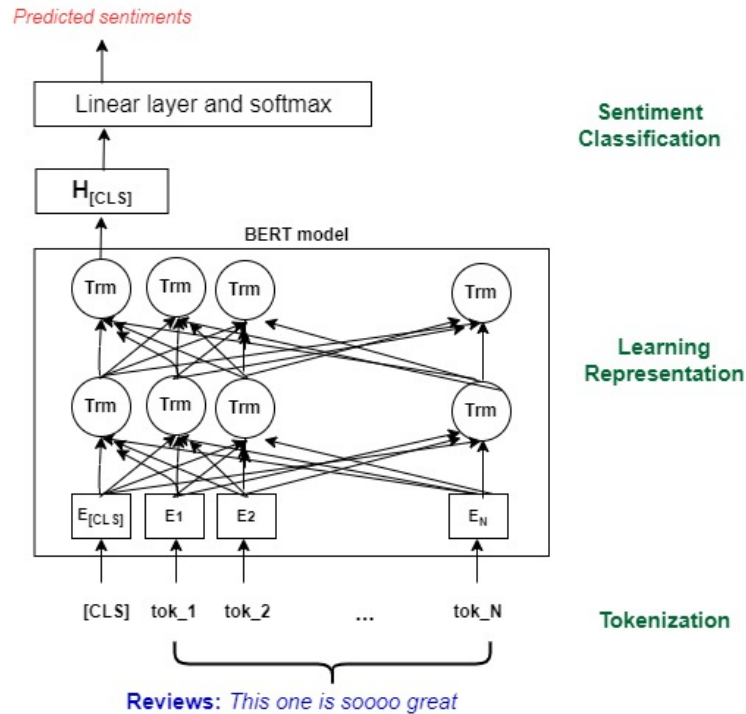 Predicted sentiments
Linear layer and softmax
Sentiment
Classification
H[CLS]
BERT model
Trm Trm Trm Trm
Learning
Representation
Trm Trm Trm Trm
E[CLS] E1 E2 EN
[CLS] tok_1 tok_2 ... tok_N
Tokenization
Reviews: This one is soooo great